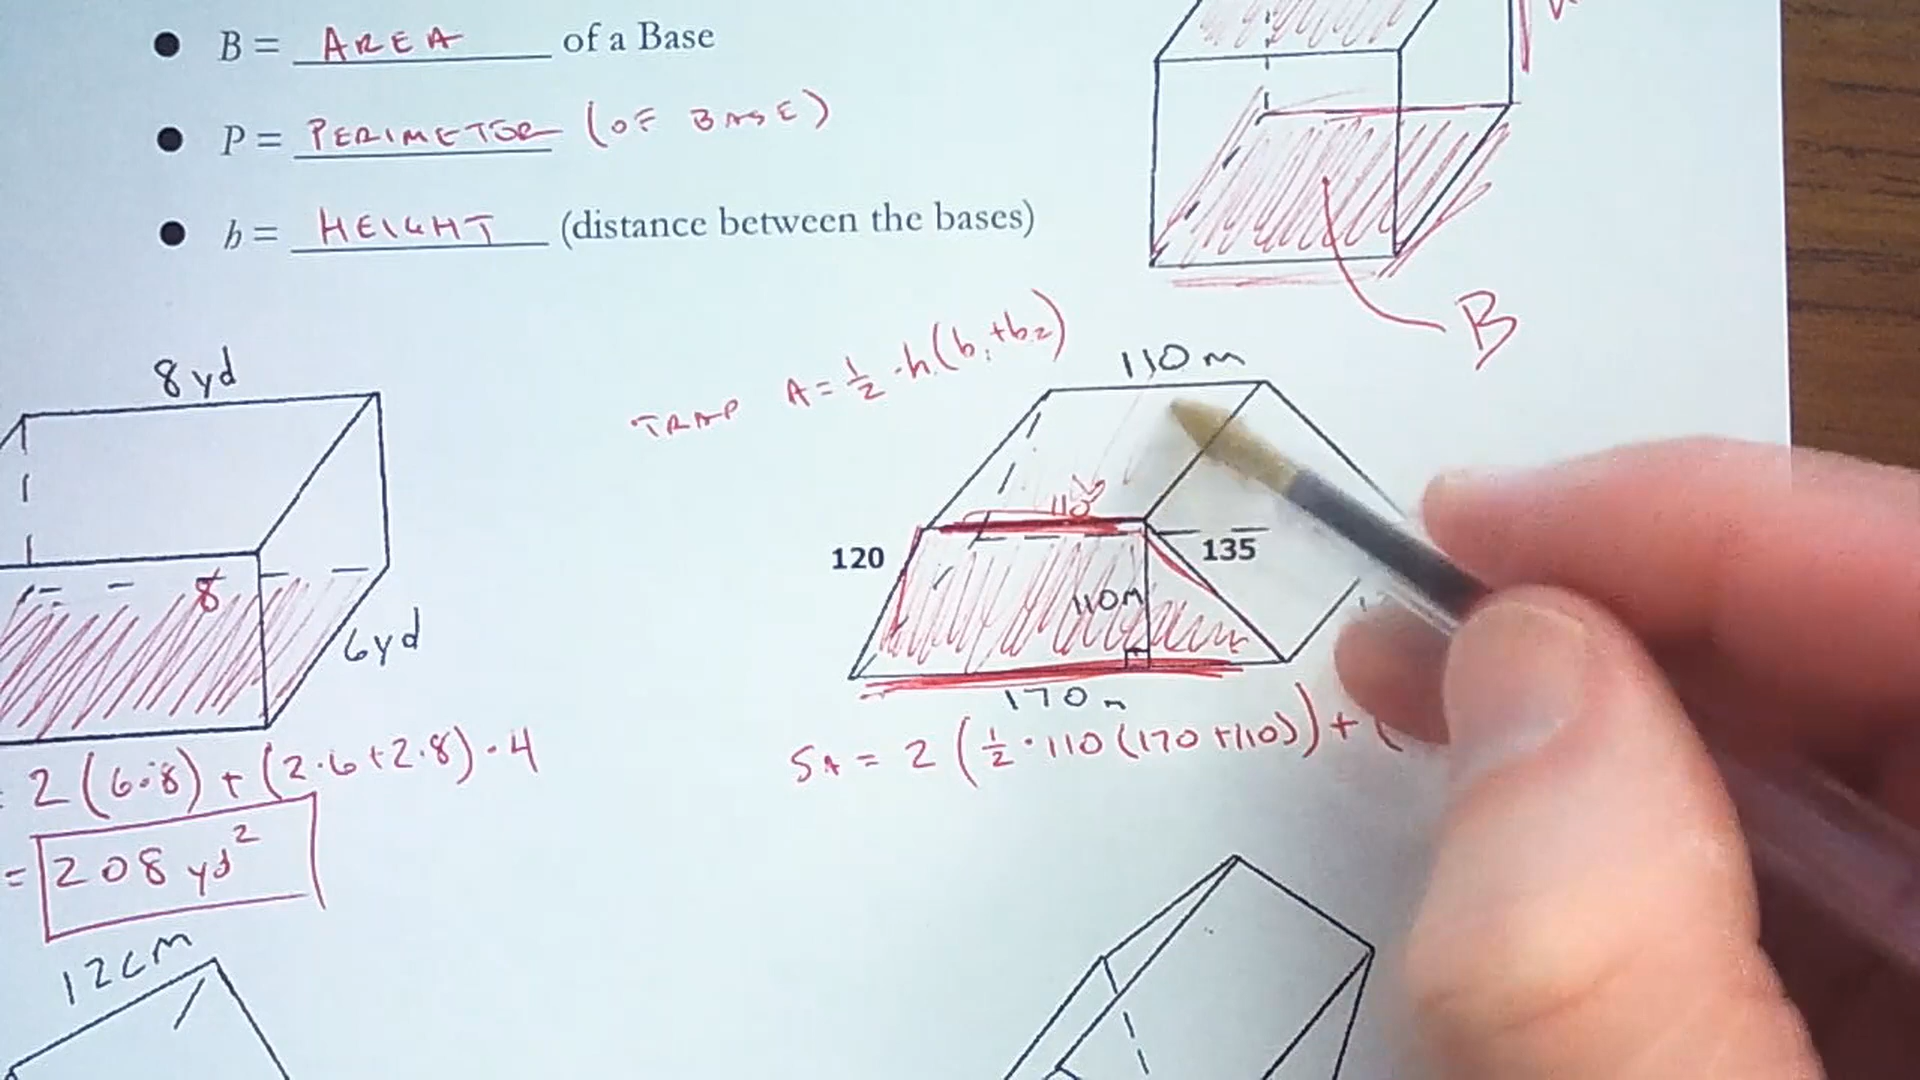 ● B = AREA of a Base
● P = PERIMETOR (OF BASE)
● h = HEIGHT (distance between the bases)
B
8 yd
8
6yd
2(6·8) + (2·6+2·8)·4
= 208 yd²
TRAP A = ½·h(b₁+b₂)
110 m
110
120
135
110m
170 m
SA = 2(½·110(170+110)) + (
12cm